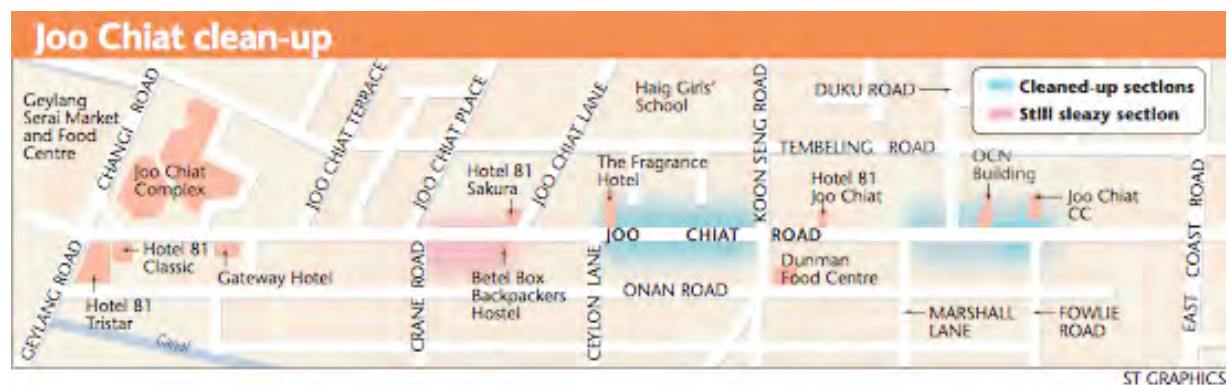 Joo Chiat clean-up
Geylang
Serai Market
and Food
Centre
CHANGI ROAD
Joo Chiat
Complex
JOO CHIAT TERRACE
JOO CHIAT PLACE
Hotel 81
Sakura
JOO CHIAT LANE
Haig Girls'
School
The Fragrance
Hotel
KOON SENG ROAD
DUKU ROAD
TEMBELING ROAD
Hotel 81
Joo Chiat
Cleaned-up sections
Still sleazy section
OCN
Building
Joo Chiat
CC
EAST COAST ROAD
JOO CHIAT ROAD
GEYLANG ROAD
Hotel 81
Classic
Hotel 81
Tristar
Gateway Hotel
Canal
CRANE ROAD
Betel Box
Backpackers
Hostel
CEYLON LANE
ONAN ROAD
Dunman
Food Centre
MARSHALL
LANE
FOWLIE
ROAD
ST GRAPHICS